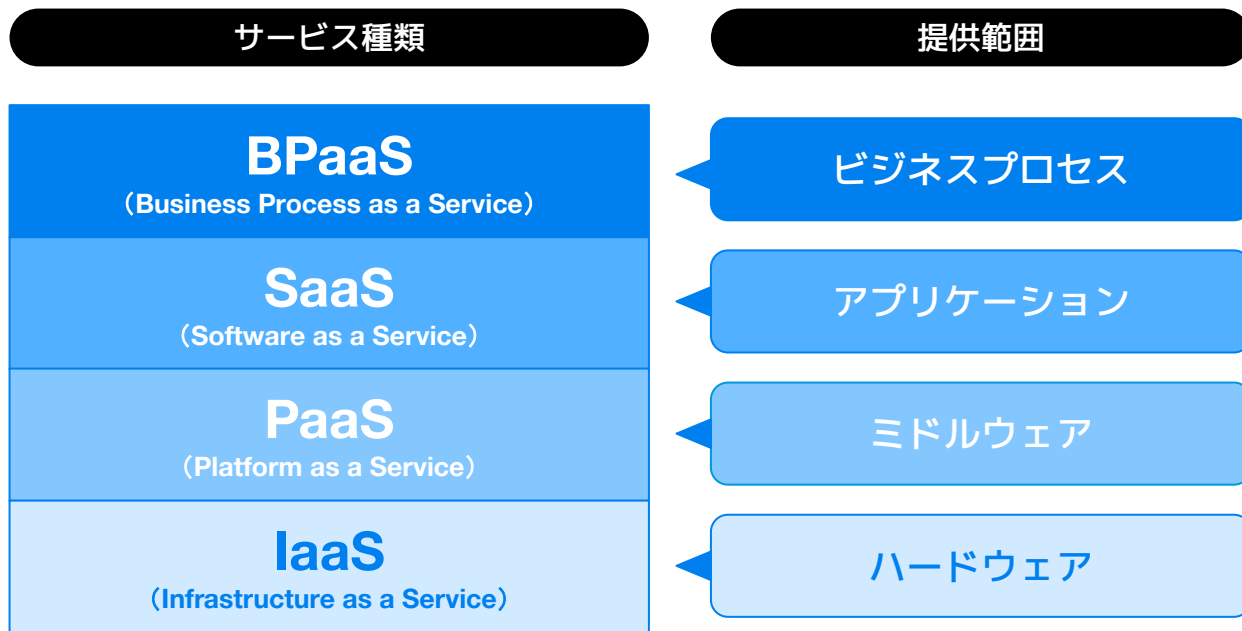 サービス種類
提供範囲
BPaaS
（Business Process as a Service）
ビジネスプロセス
SaaS
（Software as a Service）
アプリケーション
PaaS
（Platform as a Service）
ミドルウェア
IaaS
（Infrastructure as a Service）
ハードウェア